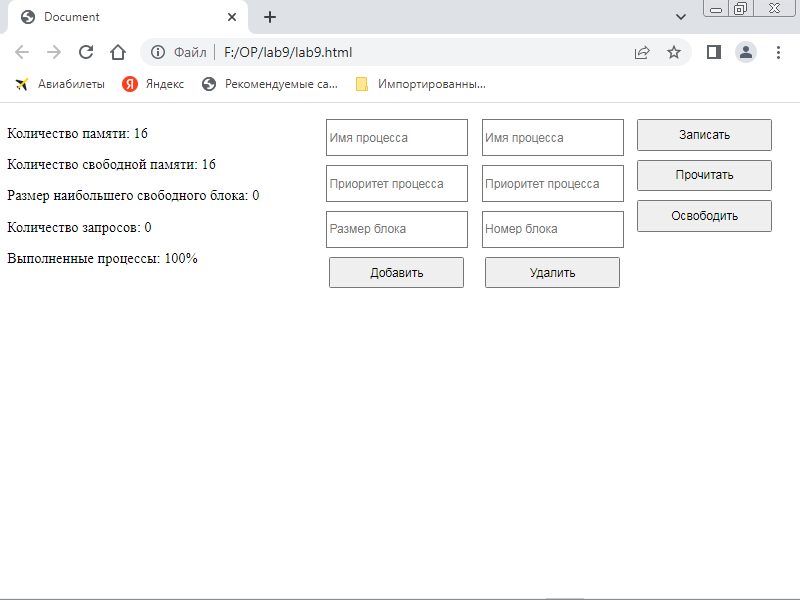 Document
Файл
F:/OP/lab9/lab9.html
Авиабилеты
Я
Яндекс
Рекомендуемые са...
Импортированны...
Количество памяти: 16
Количество свободной памяти: 16
Размер наибольшего свободного блока: 0
Количество запросов: 0
Выполненные процессы: 100%
Имя процесса
Приоритет процесса
Размер блока
Добавить
Имя процесса
Приоритет процесса
Номер блока
Удалить
Записать
Прочитать
Освободить